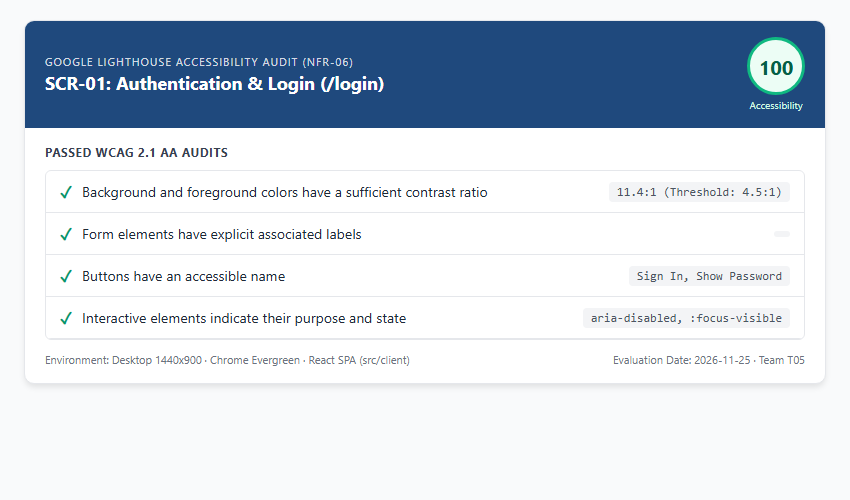 GOOGLE LIGHTHOUSE ACCESSIBILITY AUDIT (NFR-06)
SCR-01: Authentication & Login (/login)
100
Accessibility
PASSED WCAG 2.1 AA AUDITS
✓ Background and foreground colors have a sufficient contrast ratio 11.4:1 (Threshold: 4.5:1)
✓ Form elements have explicit associated labels
✓ Buttons have an accessible name Sign In, Show Password
✓ Interactive elements indicate their purpose and state aria-disabled, :focus-visible
Environment: Desktop 1440x900 · Chrome Evergreen · React SPA (src/client) Evaluation Date: 2026-11-25 · Team T05